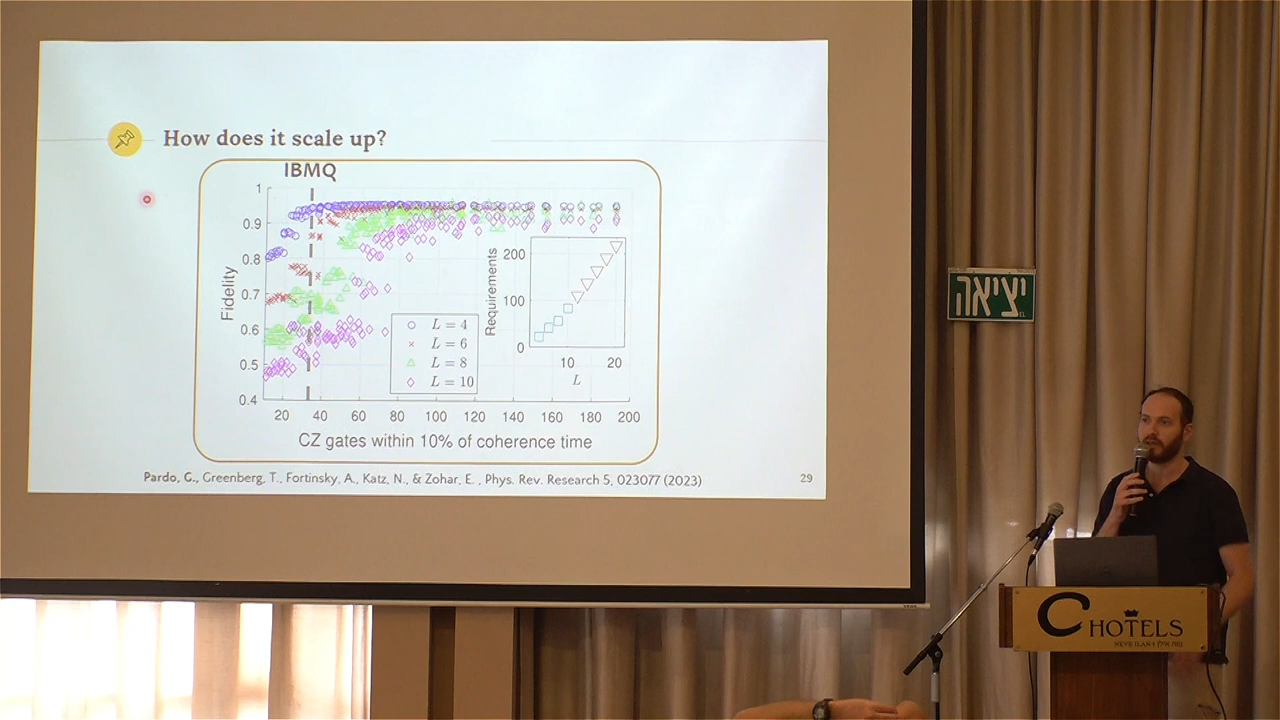 How does it scale up?
IBMQ
1
0.9
0.8
0.7
0.6
0.5
0.4
Fidelity
20 40 60 80 100 120 140 160 180 200
CZ gates within 10% of coherence time
L = 4
L = 6
L = 8
L = 10
Requirements
200
100
0
10 20
L
Pardo, G., Greenberg, T., Fortinsky, A., Katz, N., & Zohar, E. , Phys. Rev. Research 5, 023077 (2023)
29
יציאה
C HOTELS
NEVE ILAN